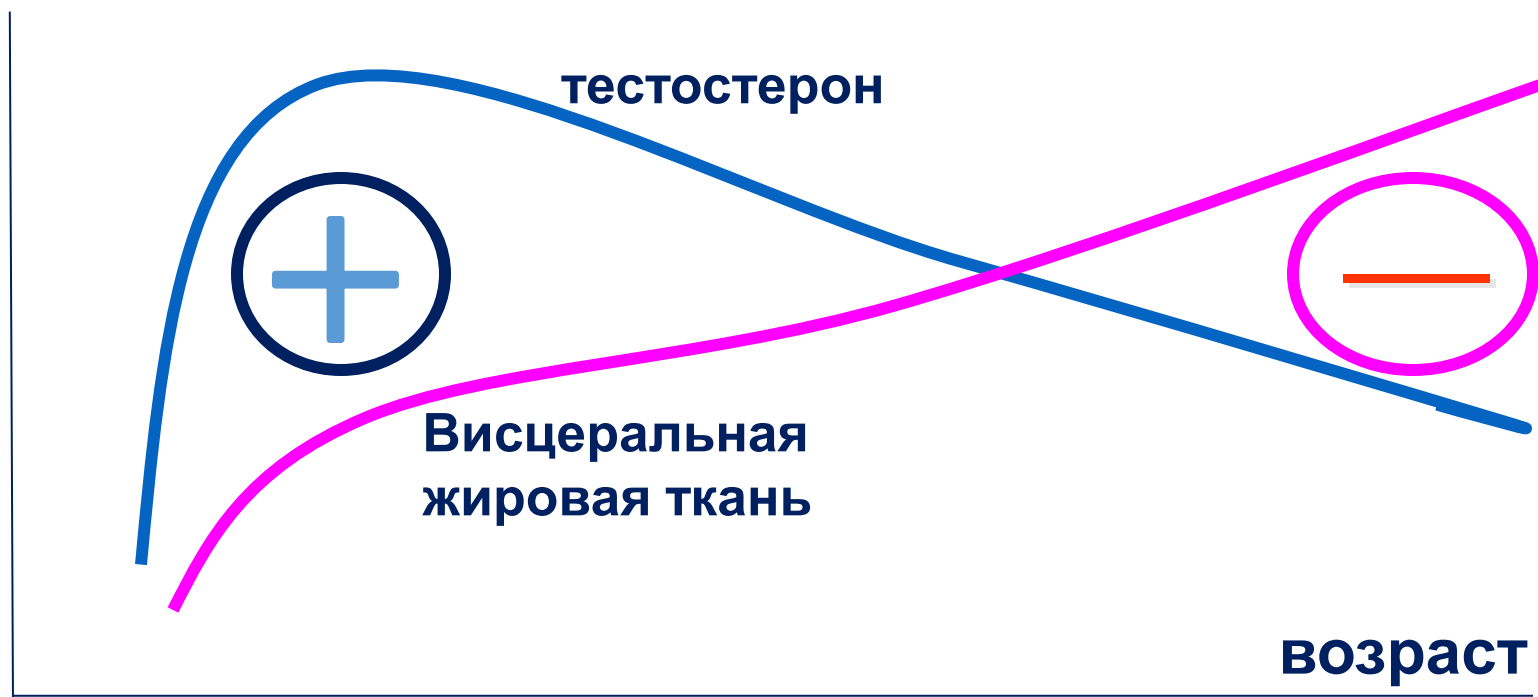 тестостерон
Висцеральная
жировая ткань
возраст